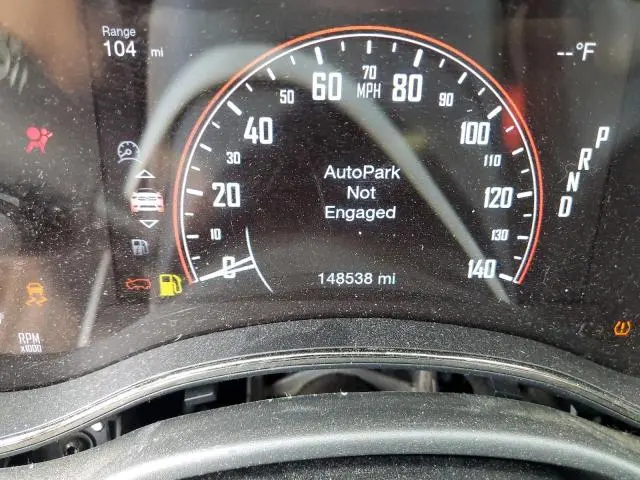 Range
104 mi
--°F
0
10
20
30
40
50
60
70
MPH
80
90
100
110
120
130
140
AutoPark
Not
Engaged
148538 mi
P
R
N
D
RPM
x1000